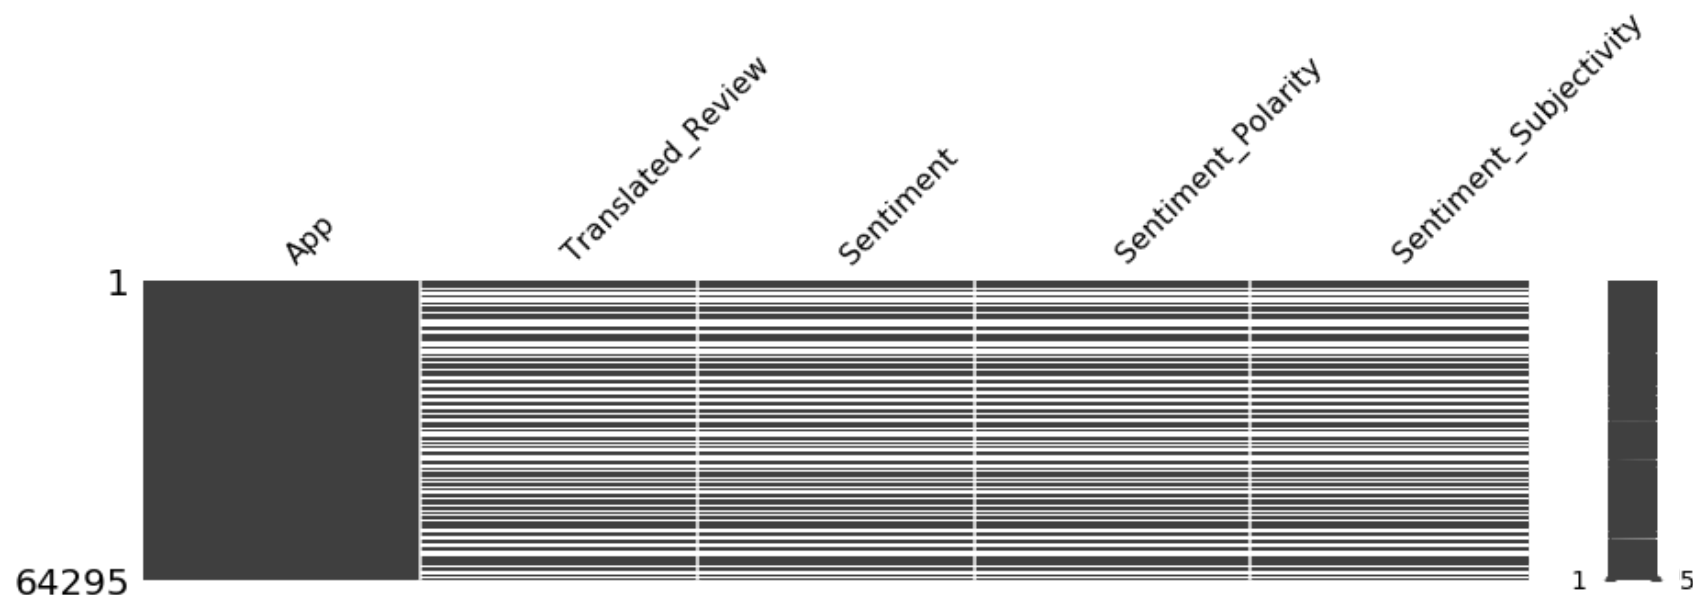 App
Translated_Review
Sentiment
Sentiment_Polarity
Sentiment_Subjectivity
1
64295
1
5